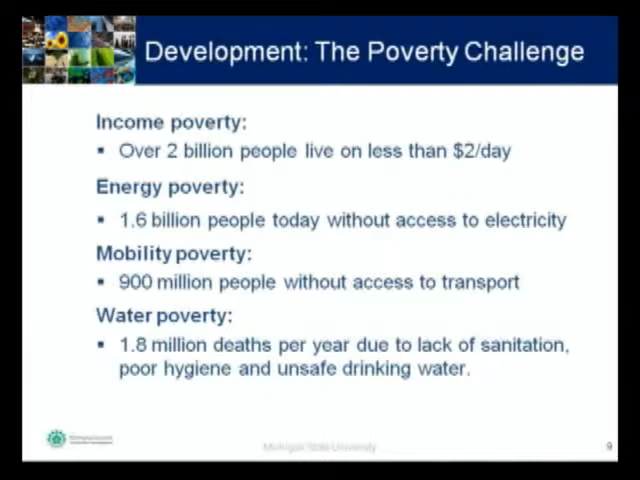 Development: The Poverty Challenge
Income poverty:
▪ Over 2 billion people live on less than $2/day
Energy poverty:
▪ 1.6 billion people today without access to electricity
Mobility poverty:
▪ 900 million people without access to transport
Water poverty:
▪ 1.8 million deaths per year due to lack of sanitation,
poor hygiene and unsafe drinking water.
Michigan State University
9